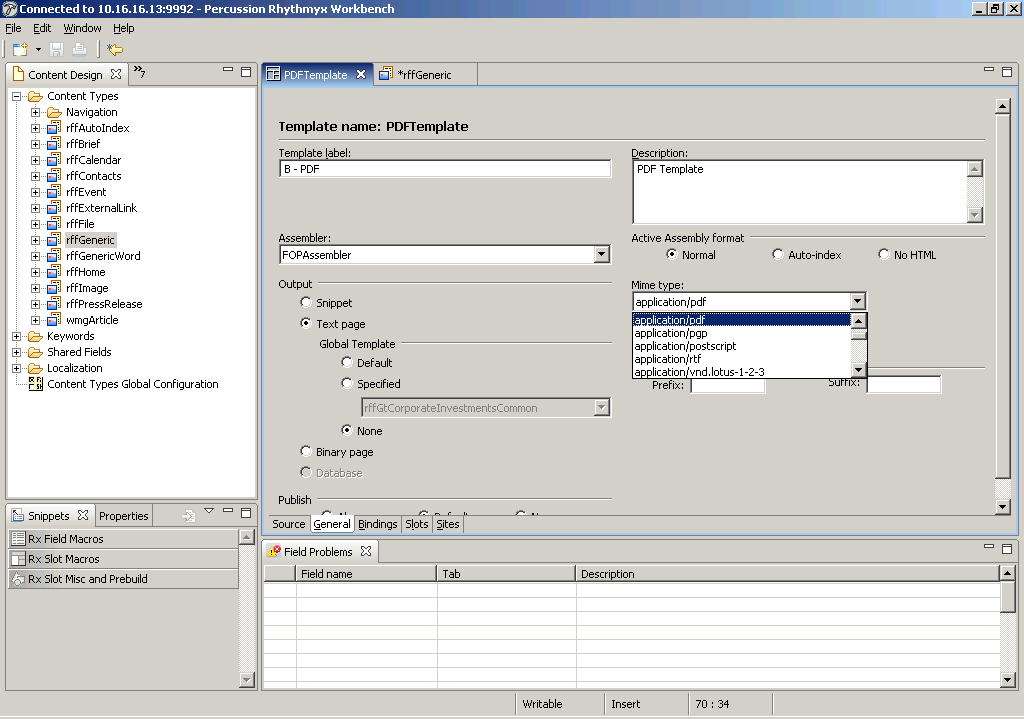 Connected to 10.16.16.13:9992 - Percussion Rhythmyx Workbench
File Edit Window Help
Content Design
»7
Content Types
Navigation
rffAutoIndex
rffBrief
rffCalendar
rffContacts
rffEvent
rffExternalLink
rffFile
rffGeneric
rffGenericWord
rffHome
rffImage
rffPressRelease
wmgArticle
Keywords
Shared Fields
Localization
Content Types Global Configuration
Snippets Properties
Rx Field Macros
Rx Slot Macros
Rx Slot Misc and Prebuild
PDFTemplate *rffGeneric
Template name: PDFTemplate
Template label:
B - PDF
Description:
PDF Template
Assembler:
FOPAssembler
Active Assembly format
Normal Auto-index No HTML
Output
Snippet
Text page
Global Template
Default
Specified
rffGtCorporateInvestmentsCommon
None
Binary page
Database
Mime type:
application/pdf
application/pdf
application/pgp
application/postscript
application/rtf
application/vnd.lotus-1-2-3
Prefix: Suffix:
Publish
Source General Bindings Slots Sites
Field Problems
Field name Tab Description
Writable Insert 70 : 34